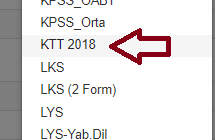 KPSS_OABT
KPSS_Orta
KTT 2018
LKS
LKS (2 Form)
LYS
LYS-Yab.Dil